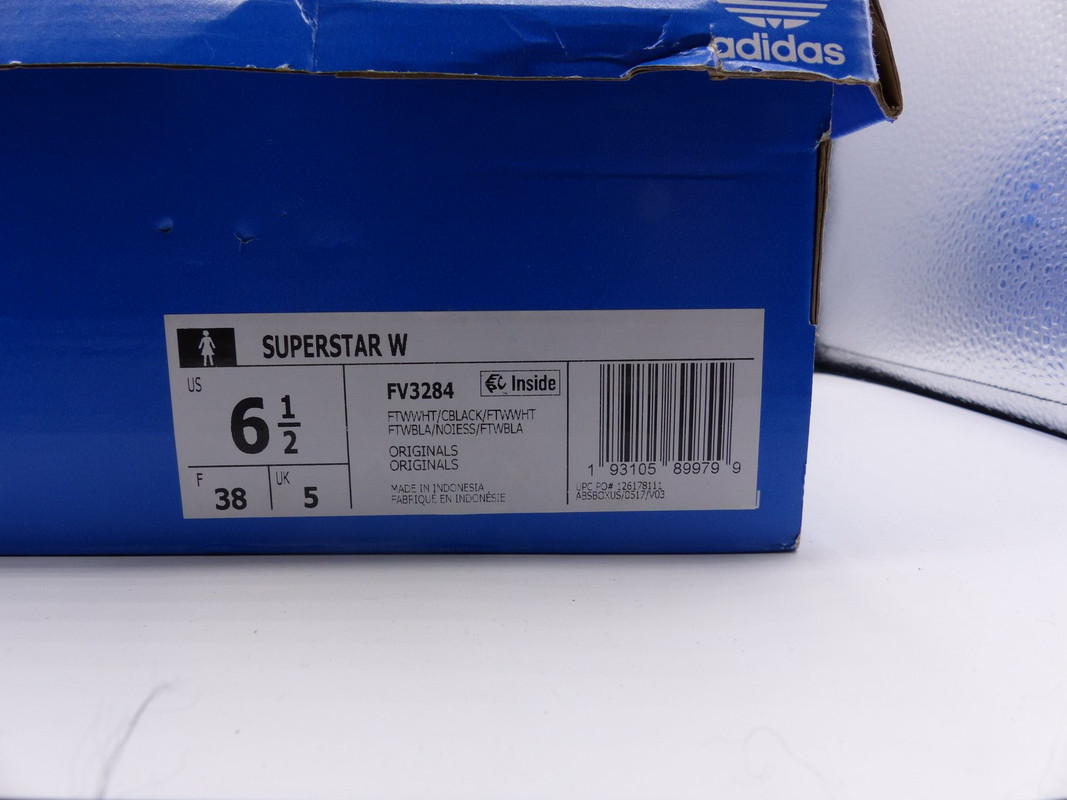 adidas
SUPERSTAR W
US
6 1/2
F
38
UK
5
FV3284
Inside
FTWWHT/CBLACK/FTWWHT
FTWBLA/NOIESS/FTWBLA
ORIGINALS
ORIGINALS
MADE IN INDONESIA
FABRIQUÉ EN INDONÉSIE
1 93105 89979 9
UPC PO# 126178111
ABSBOXUS/0517/V03